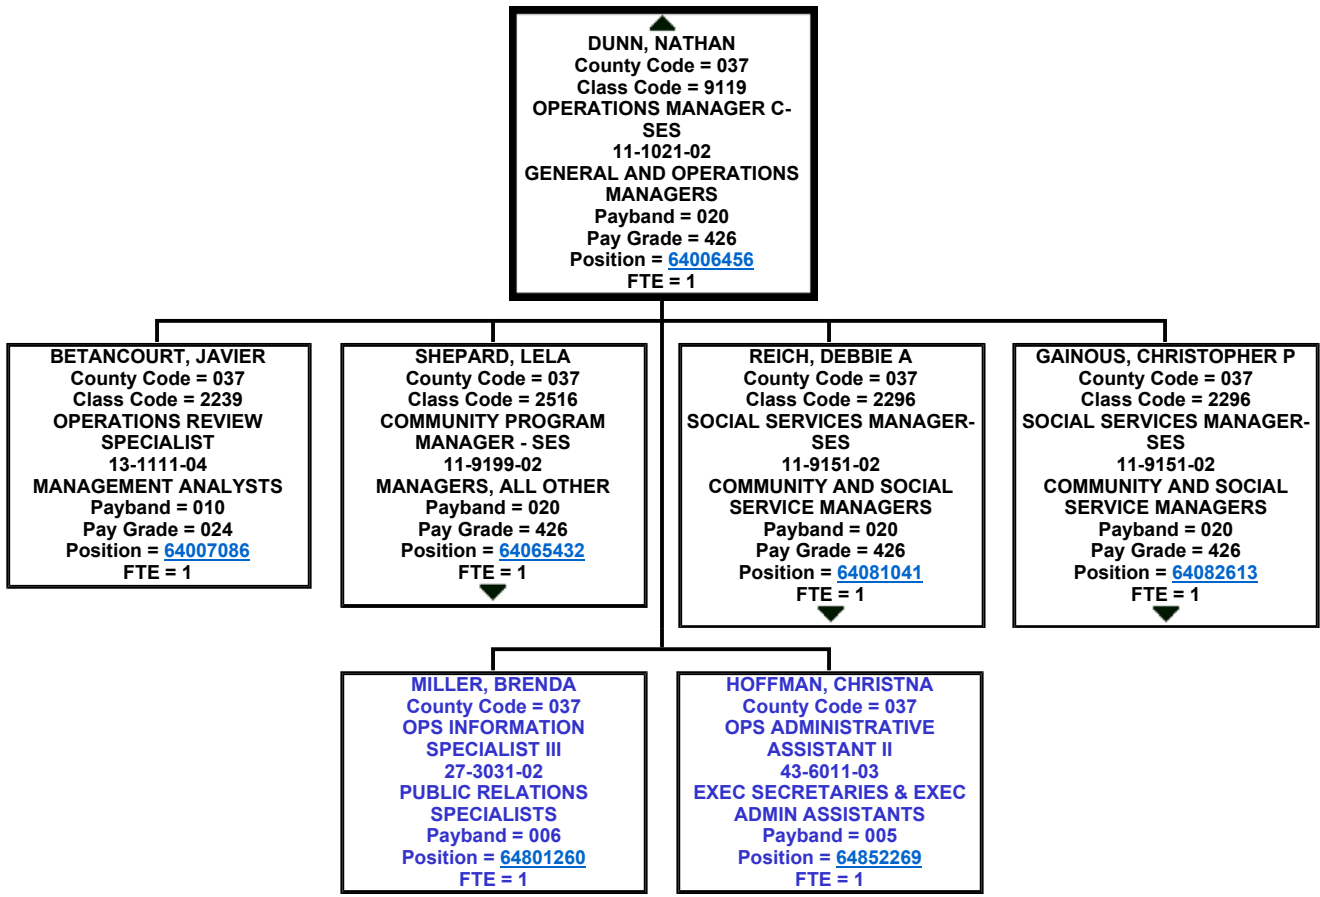 DUNN, NATHAN
County Code = 037
Class Code = 9119
OPERATIONS MANAGER C-
SES
11-1021-02
GENERAL AND OPERATIONS
MANAGERS
Payband = 020
Pay Grade = 426
Position = 64006456
FTE = 1
BETANCOURT, JAVIER
County Code = 037
Class Code = 2239
OPERATIONS REVIEW
SPECIALIST
13-1111-04
MANAGEMENT ANALYSTS
Payband = 010
Pay Grade = 024
Position = 64007086
FTE = 1
SHEPARD, LELA
County Code = 037
Class Code = 2516
COMMUNITY PROGRAM
MANAGER - SES
11-9199-02
MANAGERS, ALL OTHER
Payband = 020
Pay Grade = 426
Position = 64065432
FTE = 1
REICH, DEBBIE A
County Code = 037
Class Code = 2296
SOCIAL SERVICES MANAGER-
SES
11-9151-02
COMMUNITY AND SOCIAL
SERVICE MANAGERS
Payband = 020
Pay Grade = 426
Position = 64081041
FTE = 1
GAINOUS, CHRISTOPHER P
County Code = 037
Class Code = 2296
SOCIAL SERVICES MANAGER-
SES
11-9151-02
COMMUNITY AND SOCIAL
SERVICE MANAGERS
Payband = 020
Pay Grade = 426
Position = 64082613
FTE = 1
MILLER, BRENDA
County Code = 037
OPS INFORMATION
SPECIALIST III
27-3031-02
PUBLIC RELATIONS
SPECIALISTS
Payband = 006
Position = 64801260
FTE = 1
HOFFMAN, CHRISTNA
County Code = 037
OPS ADMINISTRATIVE
ASSISTANT II
43-6011-03
EXEC SECRETARIES & EXEC
ADMIN ASSISTANTS
Payband = 005
Position = 64852269
FTE = 1